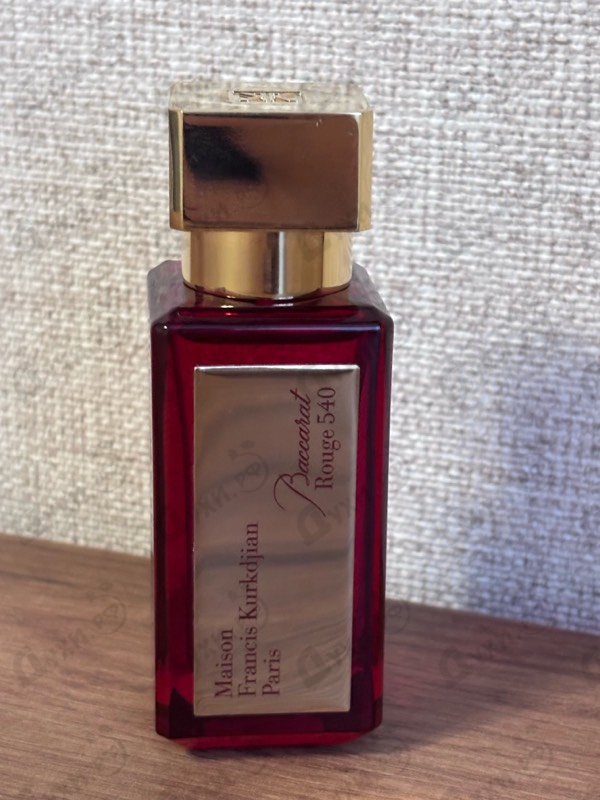 Maison
Francis Kurkdjian
Paris
Baccarat
Rouge 540